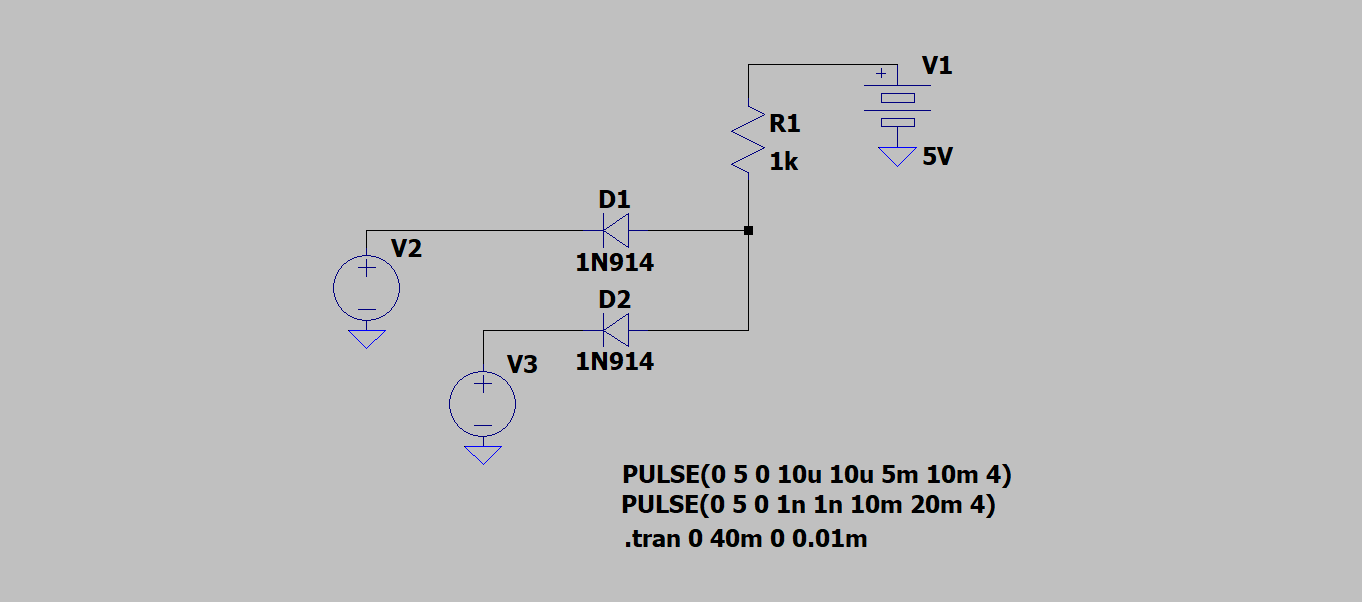 V1
R1
1k
5V
D1
V2
1N914
D2
V3
1N914
PULSE(0 5 0 10u 10u 5m 10m 4)
PULSE(0 5 0 1n 1n 10m 20m 4)
.tran 0 40m 0 0.01m